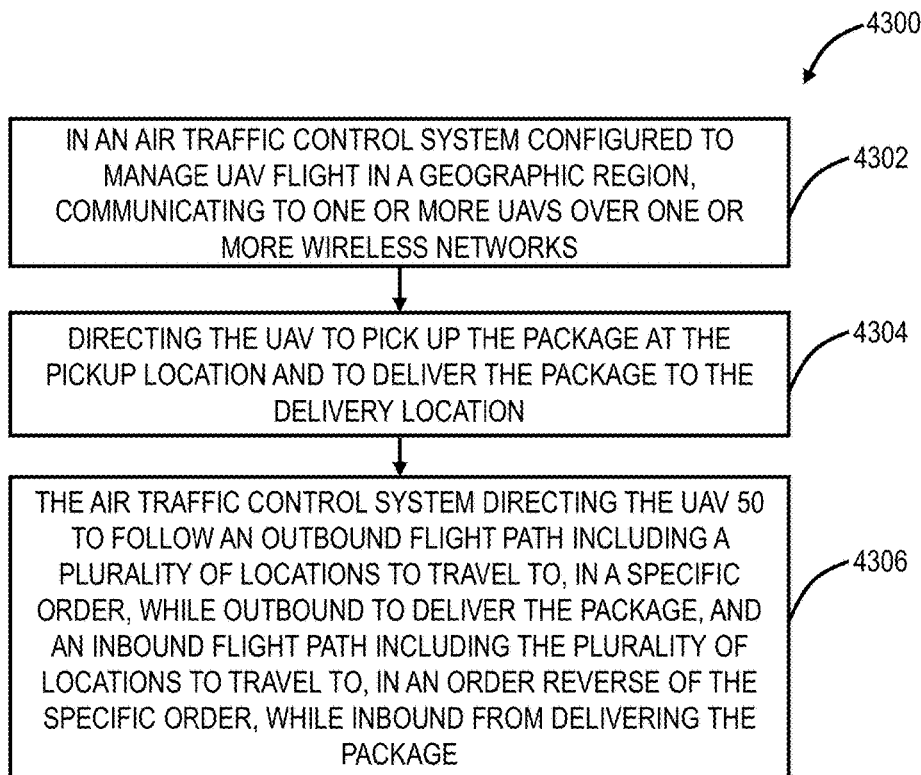 4300
IN AN AIR TRAFFIC CONTROL SYSTEM CONFIGURED TO
MANAGE UAV FLIGHT IN A GEOGRAPHIC REGION,
COMMUNICATING TO ONE OR MORE UAVS OVER ONE OR
MORE WIRELESS NETWORKS
4302
DIRECTING THE UAV TO PICK UP THE PACKAGE AT THE
PICKUP LOCATION AND TO DELIVER THE PACKAGE TO THE
DELIVERY LOCATION
4304
THE AIR TRAFFIC CONTROL SYSTEM DIRECTING THE UAV 50
TO FOLLOW AN OUTBOUND FLIGHT PATH INCLUDING A
PLURALITY OF LOCATIONS TO TRAVEL TO, IN A SPECIFIC
ORDER, WHILE OUTBOUND TO DELIVER THE PACKAGE, AND
AN INBOUND FLIGHT PATH INCLUDING THE PLURALITY OF
LOCATIONS TO TRAVEL TO, IN AN ORDER REVERSE OF THE
SPECIFIC ORDER, WHILE INBOUND FROM DELIVERING THE
PACKAGE
4306